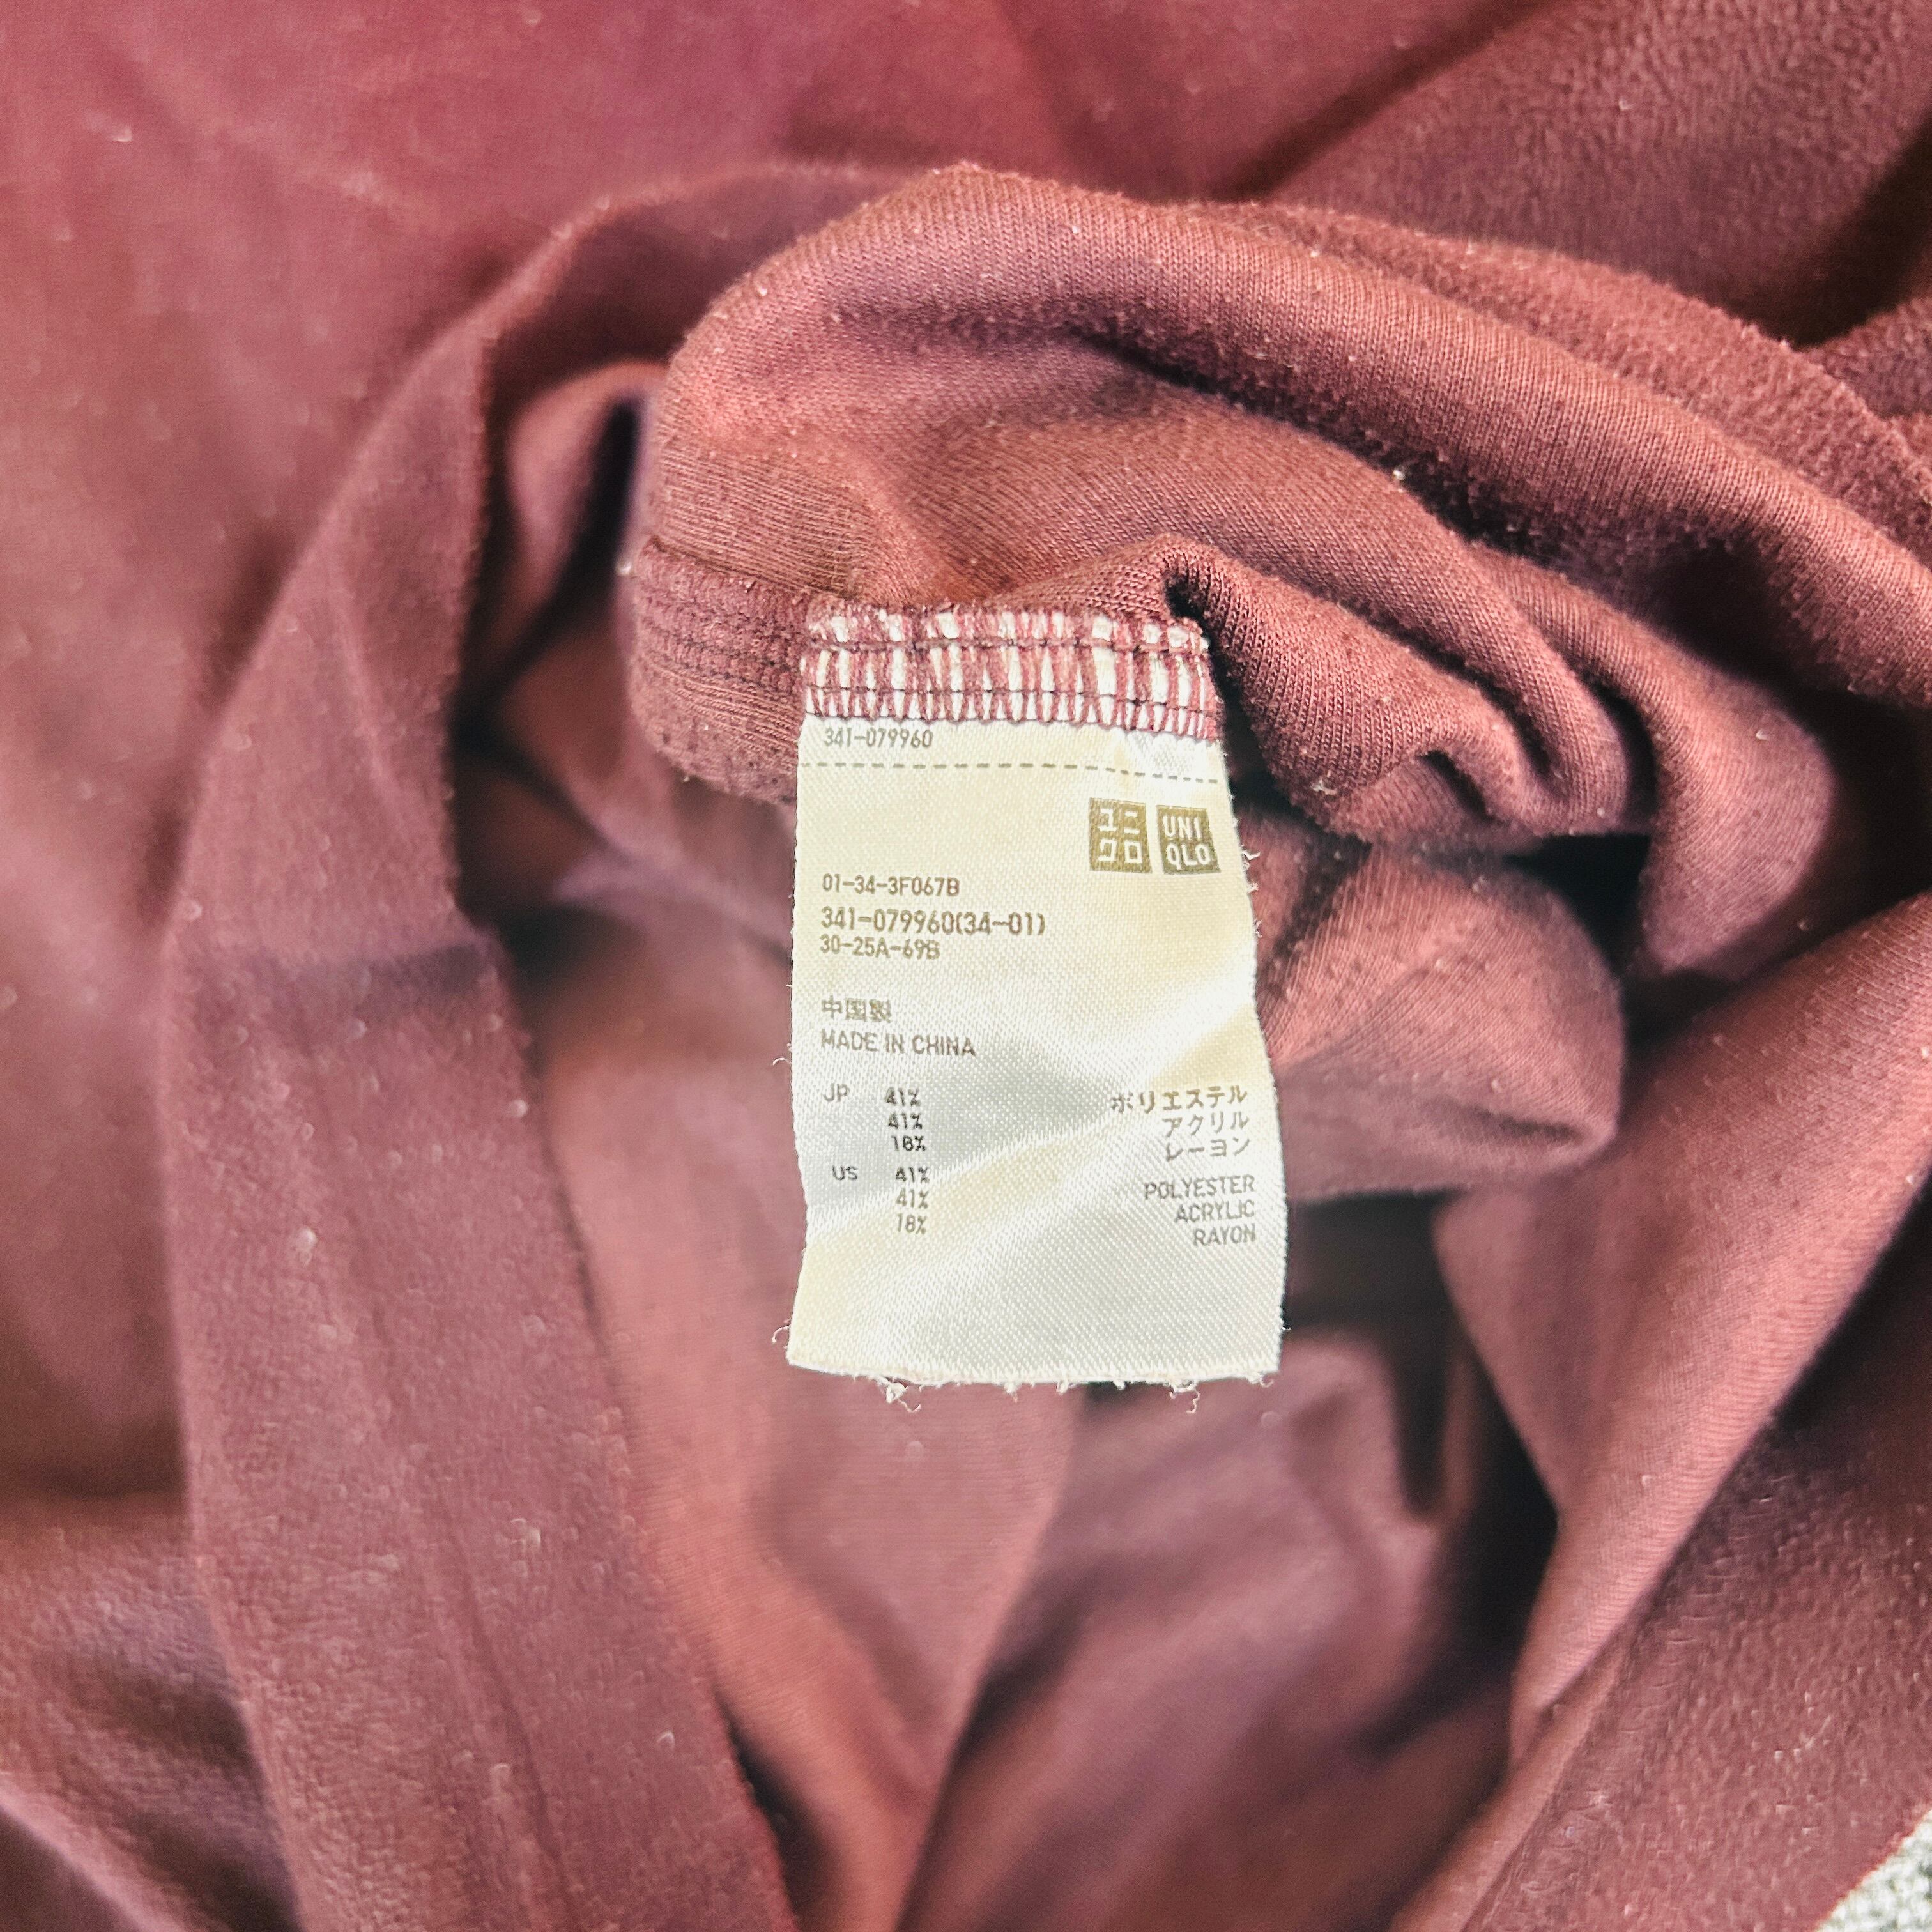 341-079960
ユニ
クロ
UNI
QLO
01-34-3F067B
341-079960(34-01)
30-25A-69B
中国製
MADE IN CHINA
JP 41% ポリエステル
41% アクリル
18% レーヨン
US 41% POLYESTER
41% ACRYLIC
18% RAYON